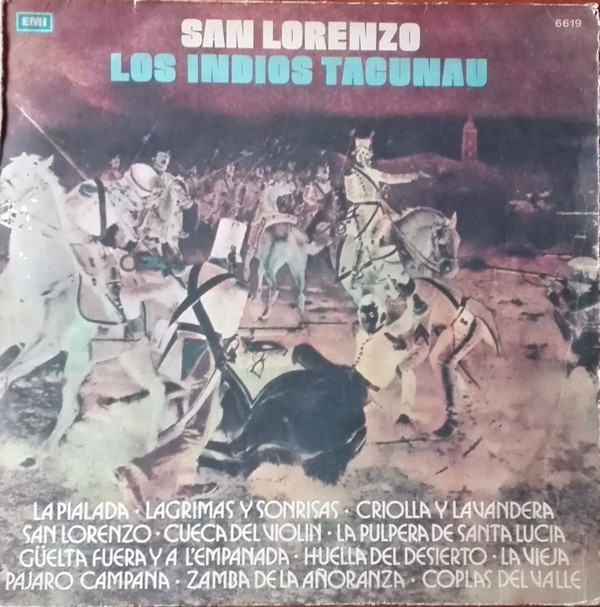 EMI
6619
SAN LORENZO
LOS INDIOS TACUNAU
LA PIALADA · LAGRIMAS Y SONRISAS · CRIOLLA Y LAVANDERA
SAN LORENZO · CUECA DEL VIOLIN · LA PULPERA DE SANTA LUCIA
GÜELTA FUERA Y A L'EMPANADA · HUELLA DEL DESIERTO · LA VIEJA
PAJARO CAMPANA · ZAMBA DE LA AÑORANZA · COPLAS DEL VALLE